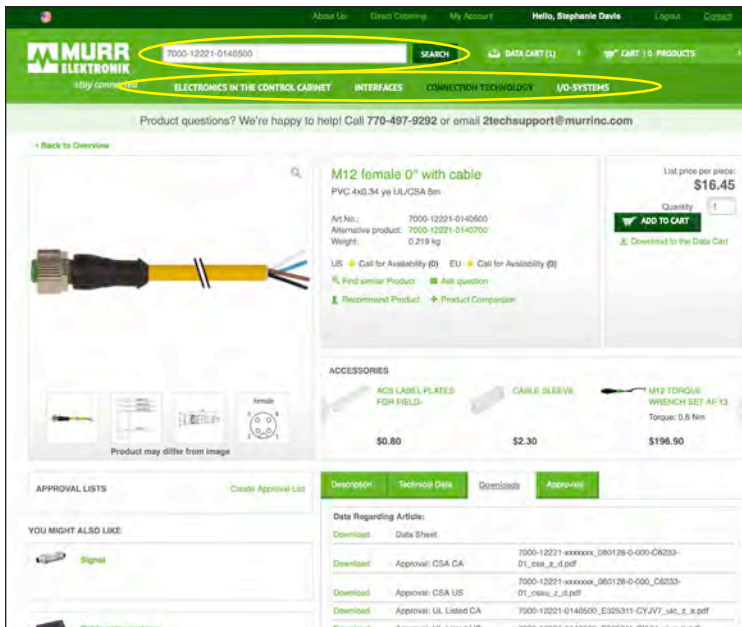 About Us Direct Ordering My Account Hello, Stephanie Davis Logout Contact
MURR
ELEKTRONIK
stay connected
7000-12221-0140500 SEARCH DATA CART (1) CART | 0 PRODUCTS
ELECTRONICS IN THE CONTROL CABINET INTERFACES CONNECTION TECHNOLOGY I/O-SYSTEMS
Product questions? We're happy to help! Call 770-497-9292 or email 2techsupport@murrinc.com
‹ Back to Overview
M12 female 0° with cable
PVC 4x0.34 ye UL/CSA 5m
Art.No.: 7000-12221-0140500
Alternative product: 7000-12221-0140700
Weight: 0.219 kg
US Call for Availability (0) EU Call for Availability (0)
Find similar Product Ask question
Recommend Product Product Comparison
List price per piece:
$16.45
Quantity 1
ADD TO CART
Download to the Data Cart
Female
Product may differ from image
ACCESSORIES
ACS LABEL PLATES FOR FIELD-
$0.80
CABLE SLEEVE
$2.30
M12 TORQUE WRENCH SET AF 13
Torque: 0,6 Nm
$196.90
APPROVAL LISTS Create Approval List
YOU MIGHT ALSO LIKE
Signal
Description Technical Data Downloads Approvals
Data Regarding Article:
Download Data Sheet
Download Approval: CSA CA 7000-12221-xxxxxxx_080128-0-000-C6233-
01_csa_z_d.pdf
Download Approval: CSA US 7000-12221-xxxxxxx_080128-0-000_C6233-
01_csau_z_d.pdf
Download Approval: UL Listed CA 7000-12221-0140500_E325311-CYJV7_ulc_z_a.pdf